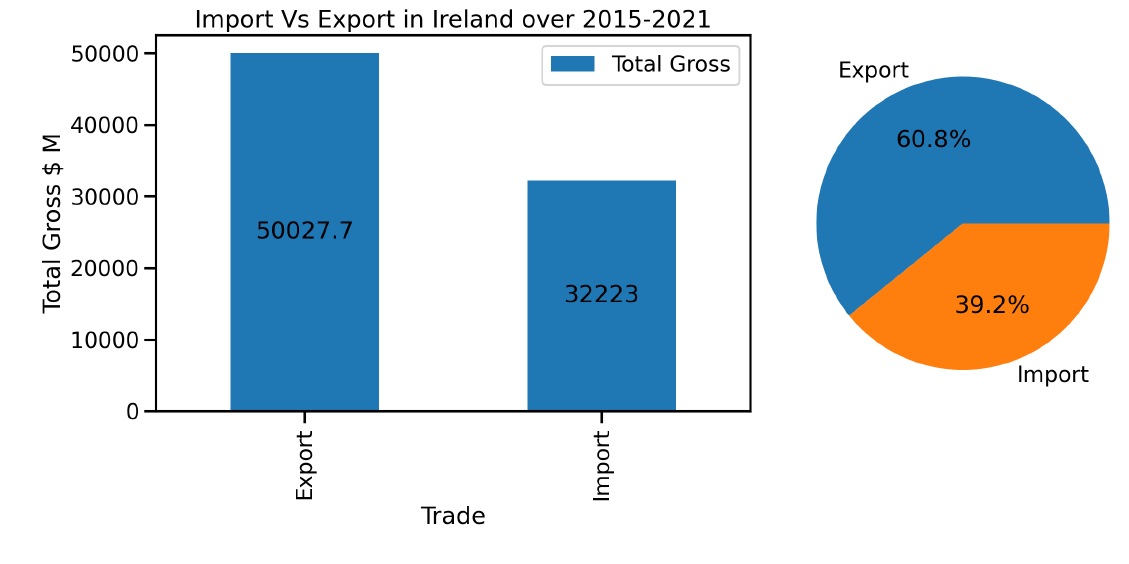 Import Vs Export in Ireland over 2015-2021
Total Gross $ M
50000
40000
30000
20000
10000
0
Total Gross
50027.7
32223
Export
Import
Trade
Export
60.8%
39.2%
Import